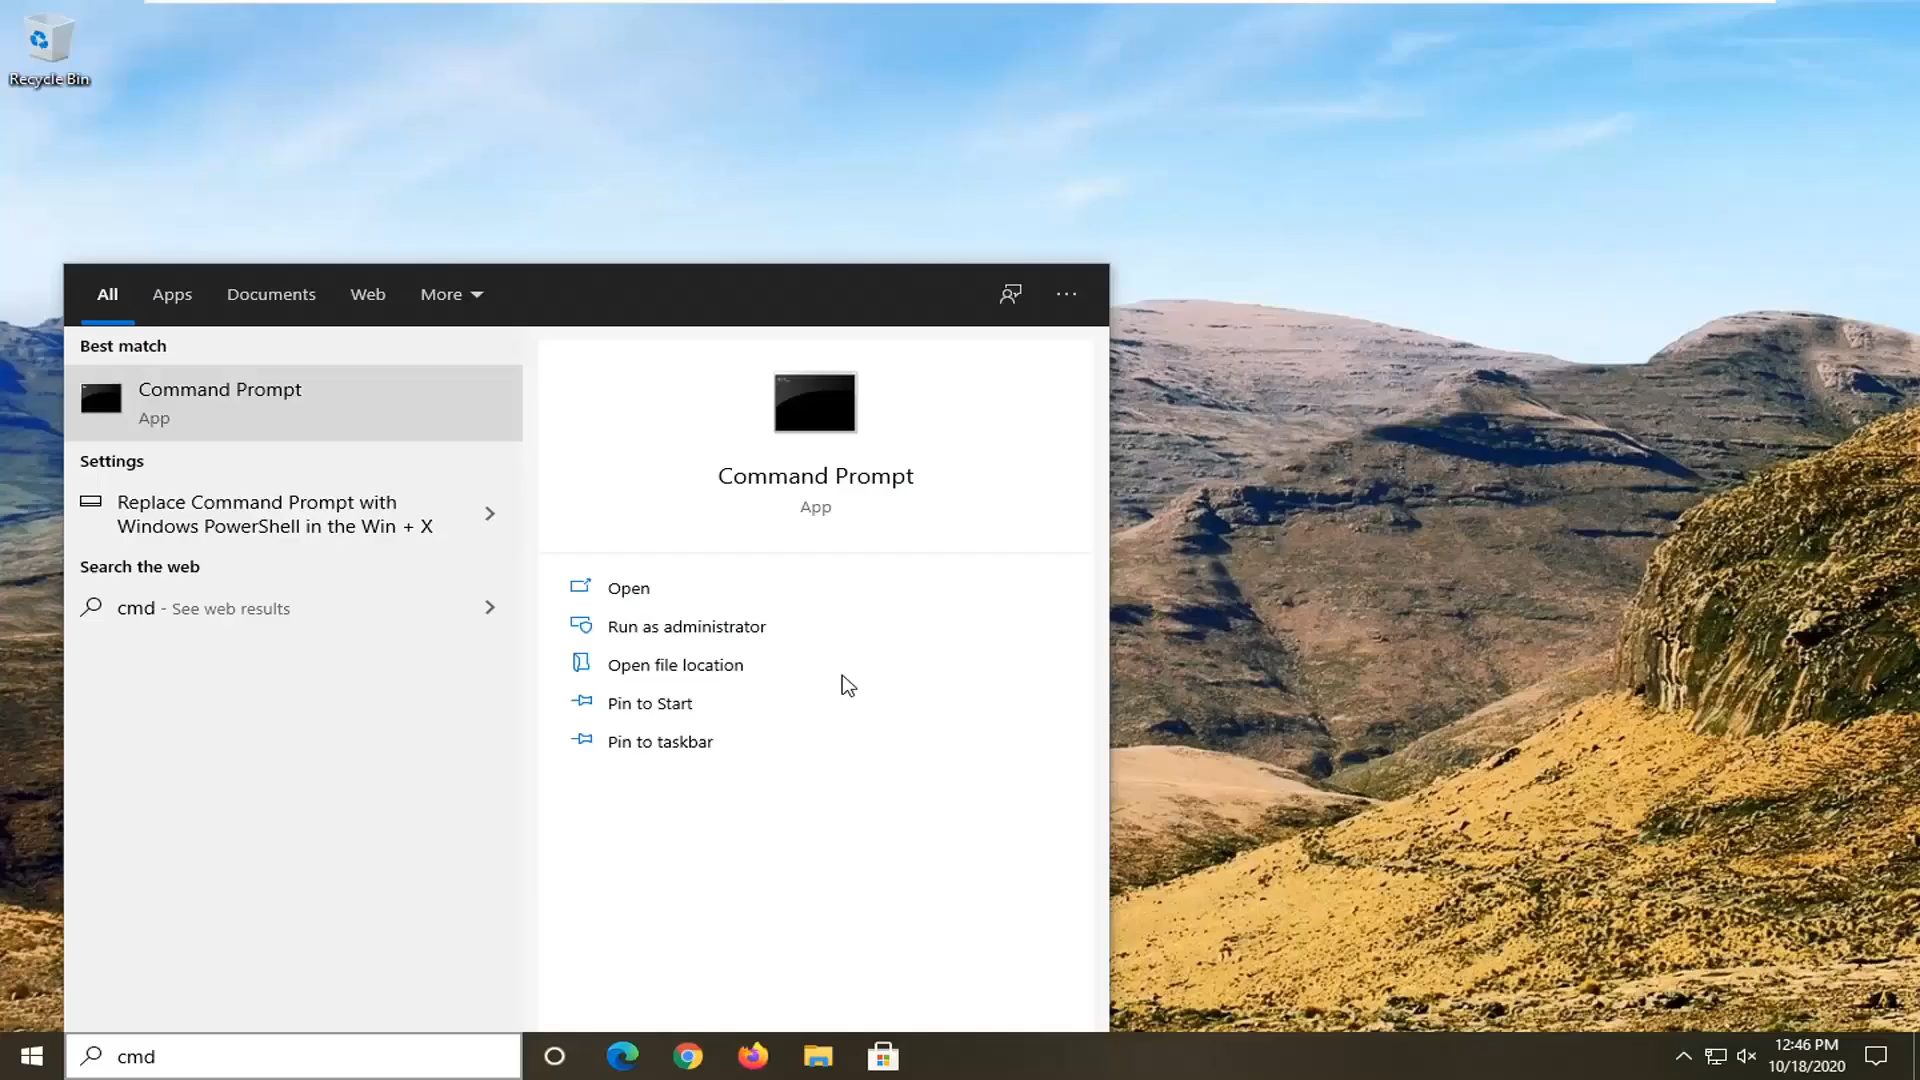 Recycle Bin
All Apps Documents Web More
Best match
Command Prompt
App
Settings
Replace Command Prompt with
Windows PowerShell in the Win + X
Search the web
cmd - See web results
Command Prompt
App
Open
Run as administrator
Open file location
Pin to Start
Pin to taskbar
cmd
12:46 PM
10/18/2020